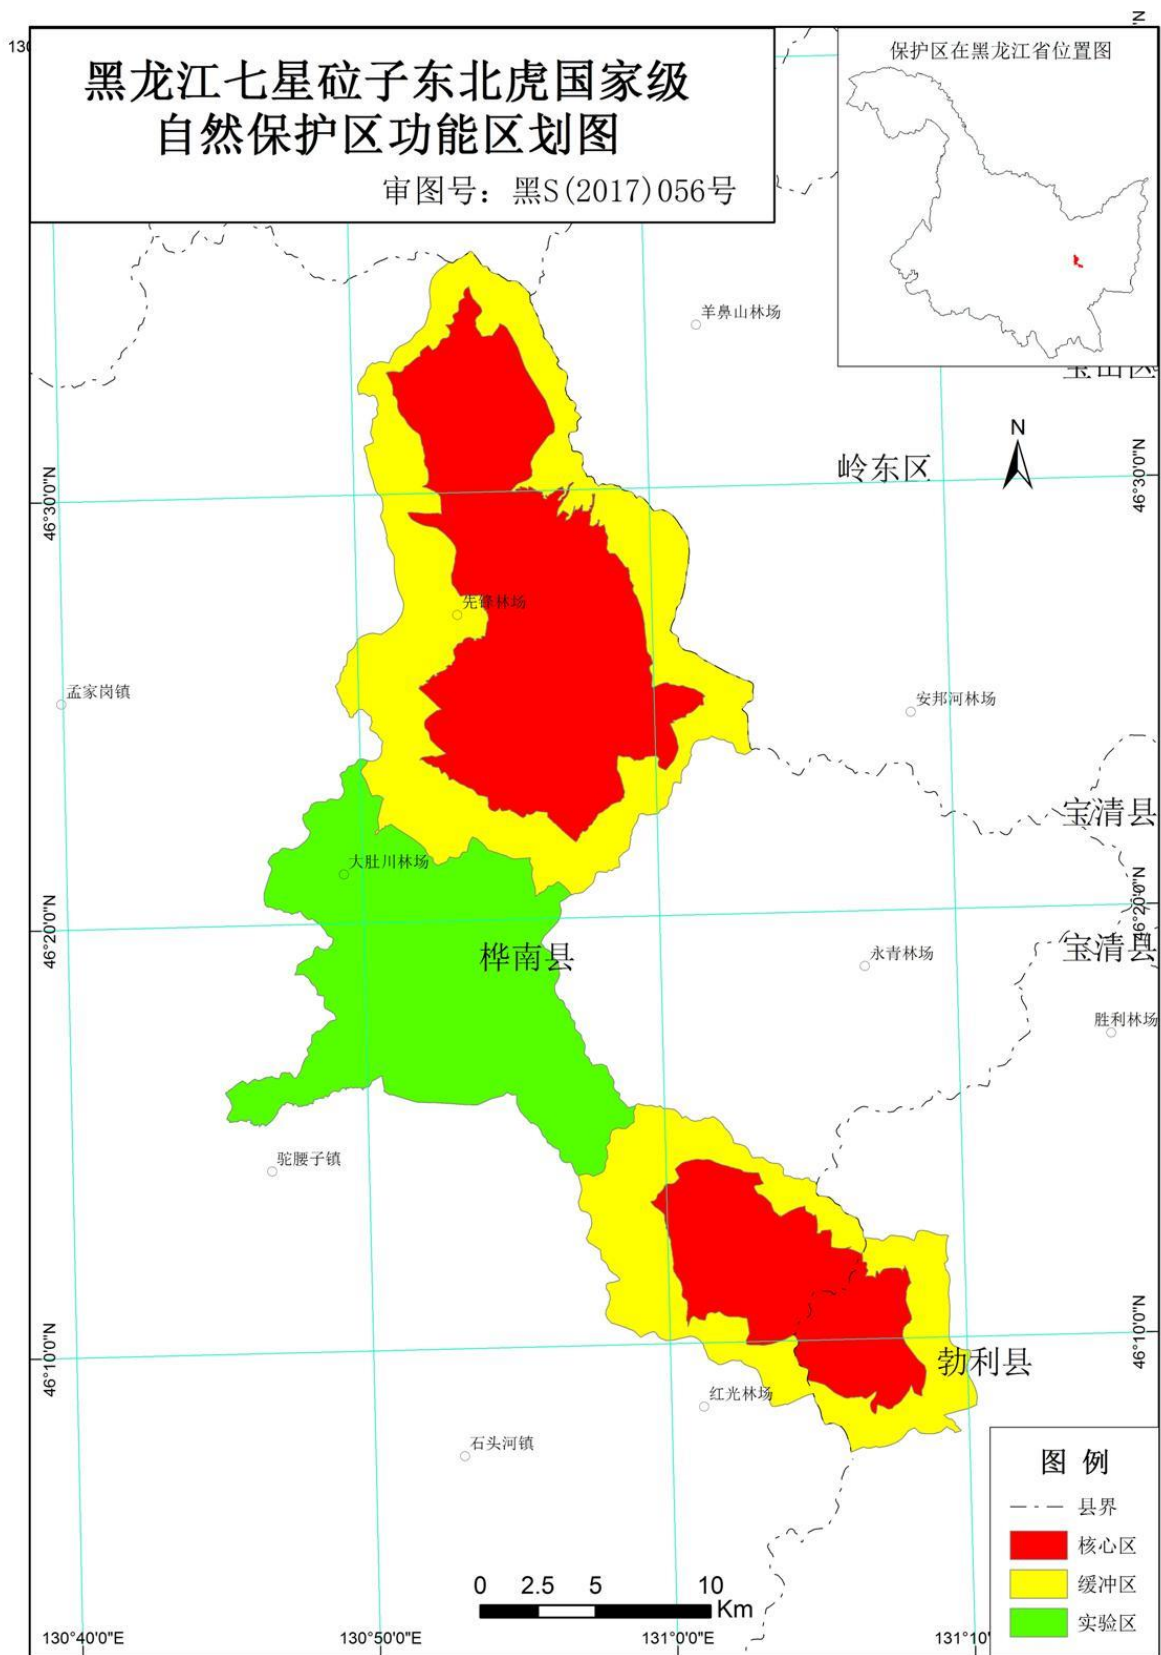 黑龙江七星砬子东北虎国家级
自然保护区功能区划图
审图号：黑S(2017)056号
保护区在黑龙江省位置图
N
羊鼻山林场
宝山区
岭东区
N
46°30'0"N
46°30'0"N
先锋林场
孟家岗镇
安邦河林场
宝清县
大肚川林场
46°20'0"N
46°20'0"N
桦南县
永青林场
宝清县
胜利林场
驼腰子镇
46°10'0"N
46°10'0"N
勃利县
红光林场
石头河镇
图 例
县界
核心区
缓冲区
实验区
0 2.5 5 10
Km
130°40'0"E
130°50'0"E
131°0'0"E
131°10'